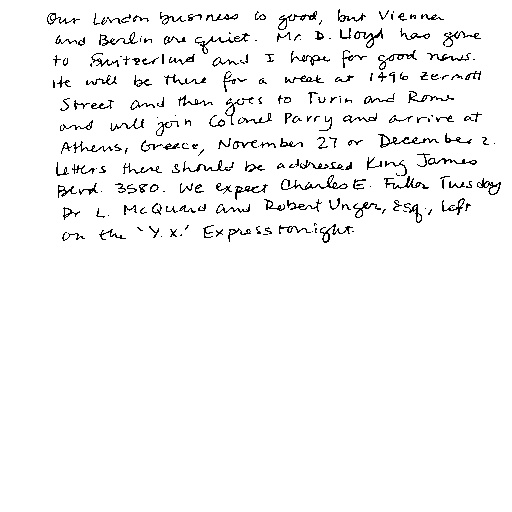 Our London business is good, but Vienna
and Berlin are quiet. Mr. D. Lloyd has gone
to Switzerland and I hope for good news.
He will be there for a week at 1496 Zermott
Street and then goes to Turin and Rome
and will join Colonel Parry and arrive at
Athens, Greece, November 27 or December 2.
Letters there should be addressed King James
Blvd. 3580. We expect Charles E. Fuller Tuesday
Dr L. McQuard and Robert Unger, Esq., left
on the 'Y.X.' Express tonight.